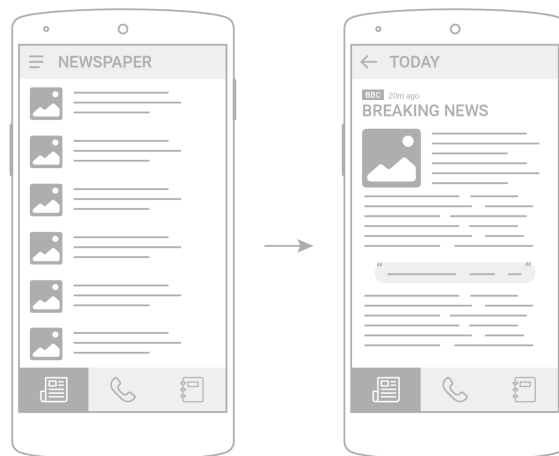 NEWSPAPER
TODAY
BBC 20m ago
BREAKING NEWS
" "